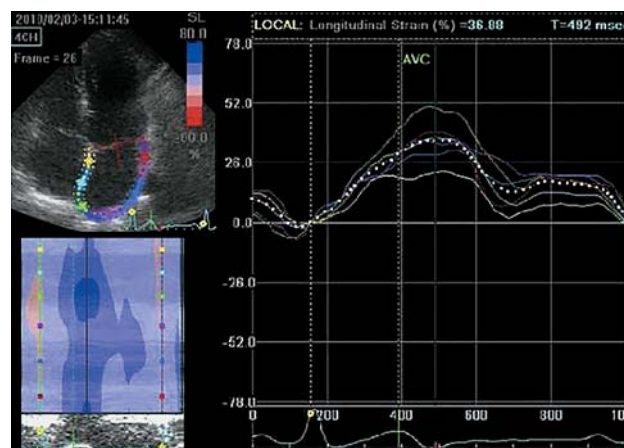 2010/02/03-15:11:45
4CH
Frame = 26
SL
80.0
-80.0
%
LOCAL: Longitudinal Strain (%) =36.88 T=492 msec
AVC
78.0
52.0
26.0
0.0
-26.0
-52.0
-78.0
0 200 400 600 800 100